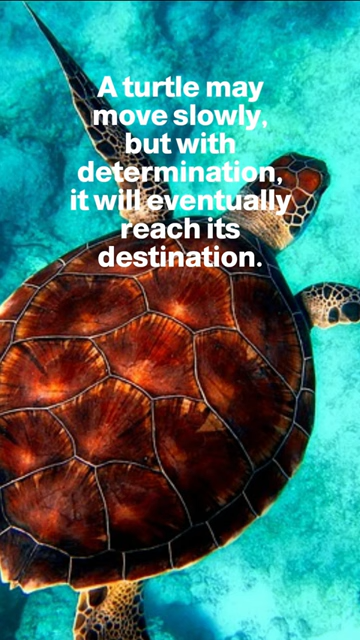 A turtle may
move slowly,
but with
determination,
it will eventually
reach its
destination.